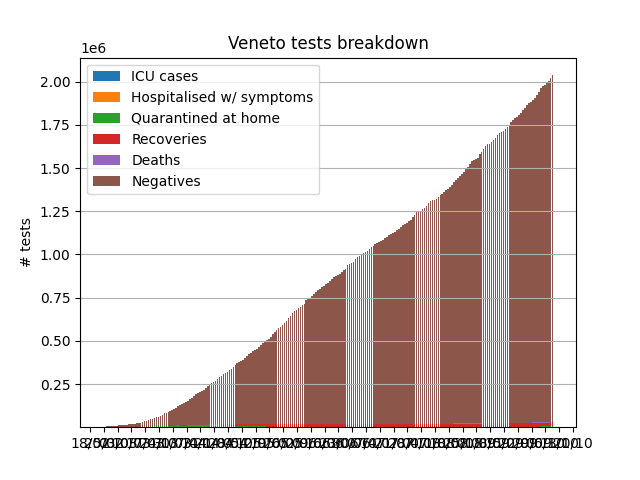 Veneto tests breakdown
1e6
ICU cases
Hospitalised w/ symptoms
Quarantined at home
Recoveries
Deaths
Negatives
2.00
1.75
1.50
1.25
1.00
0.75
0.50
0.25
# tests